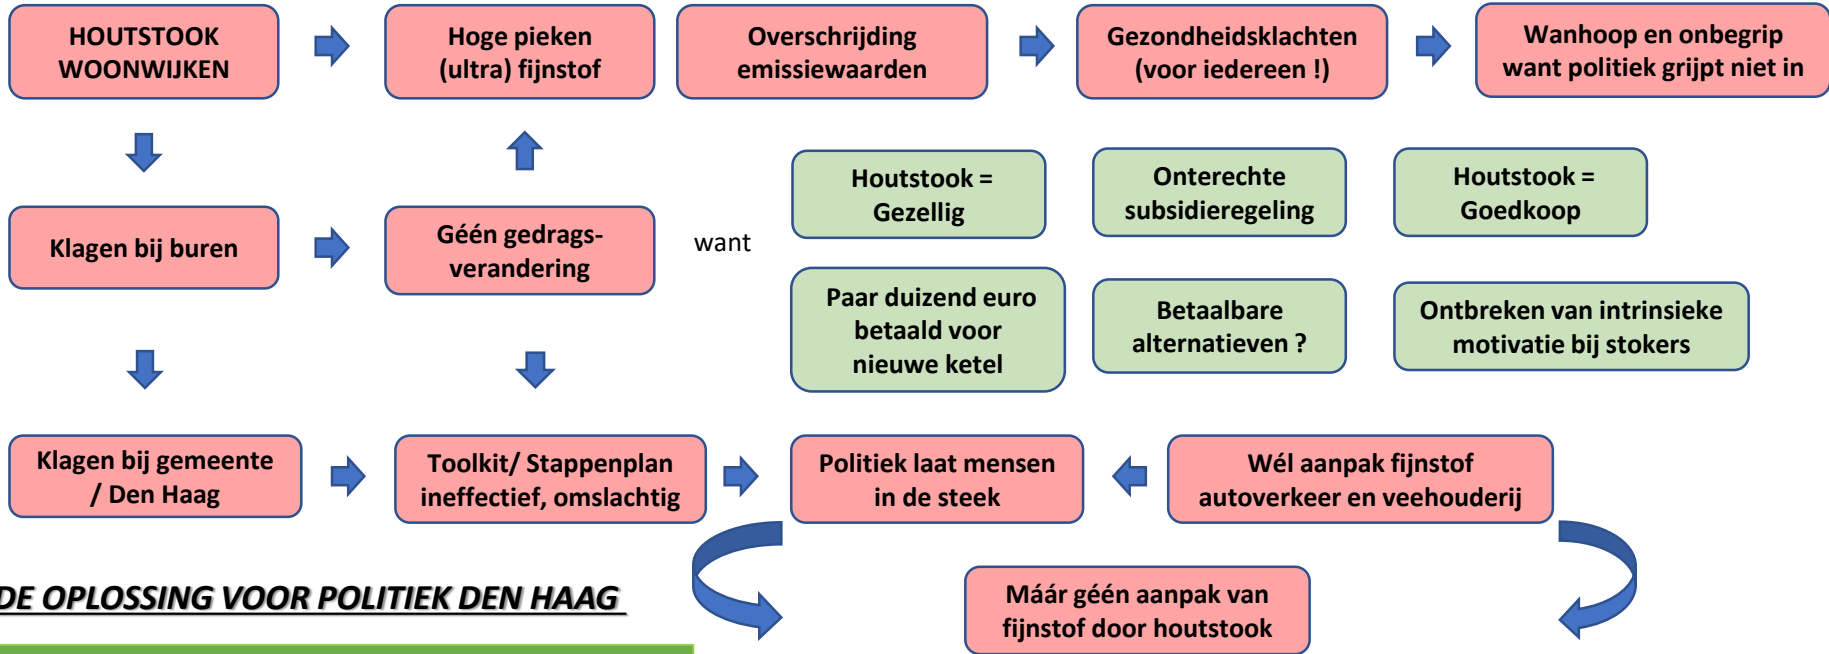 HOUTSTOOK
WOONWIJKEN
Hoge pieken
(ultra) fijnstof
Overschrijding
emissiewaarden
Gezondheidsklachten
(voor iedereen !)
Wanhoop en onbegrip
want politiek grijpt niet in
Klagen bij buren
Géén gedrags-
verandering
want
Houtstook =
Gezellig
Onterechte
subsidieregeling
Houtstook =
Goedkoop
Paar duizend euro
betaald voor
nieuwe ketel
Betaalbare
alternatieven ?
Ontbreken van intrinsieke
motivatie bij stokers
Klagen bij gemeente
/ Den Haag
Toolkit/ Stappenplan
ineffectief, omslachtig
Politiek laat mensen
in de steek
Wél aanpak fijnstof
autoverkeer en veehouderij
Máár géén aanpak van
fijnstof door houtstook
DE OPLOSSING VOOR POLITIEK DEN HAAG